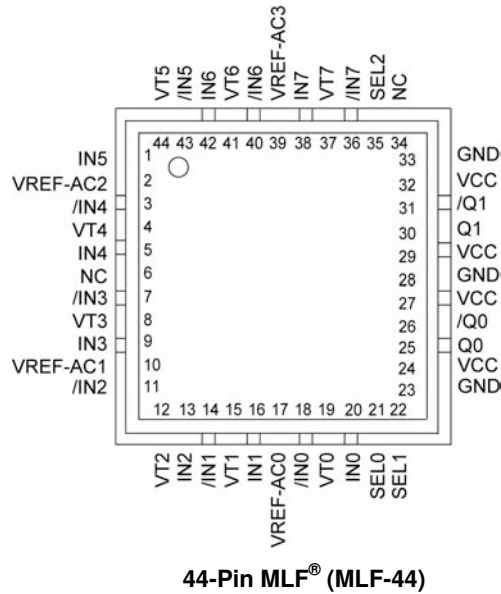 VT5
/IN5
IN6
VT6
/IN6
VREF-AC3
IN7
VT7
/IN7
SEL2
NC
44 43 42 41 40 39 38 37 36 35 34
IN5 1
VREF-AC2 2
/IN4 3
VT4 4
IN4 5
NC 6
/IN3 7
VT3 8
IN3 9
VREF-AC1 10
/IN2 11
33 GND
32 VCC
31 /Q1
30 Q1
29 VCC
28 GND
27 VCC
26 /Q0
25 Q0
24 VCC
23 GND
12 13 14 15 16 17 18 19 20 21 22
VT2
IN2
/IN1
VT1
IN1
VREF-AC0
/IN0
VT0
IN0
SEL0
SEL1
44-Pin MLF® (MLF-44)